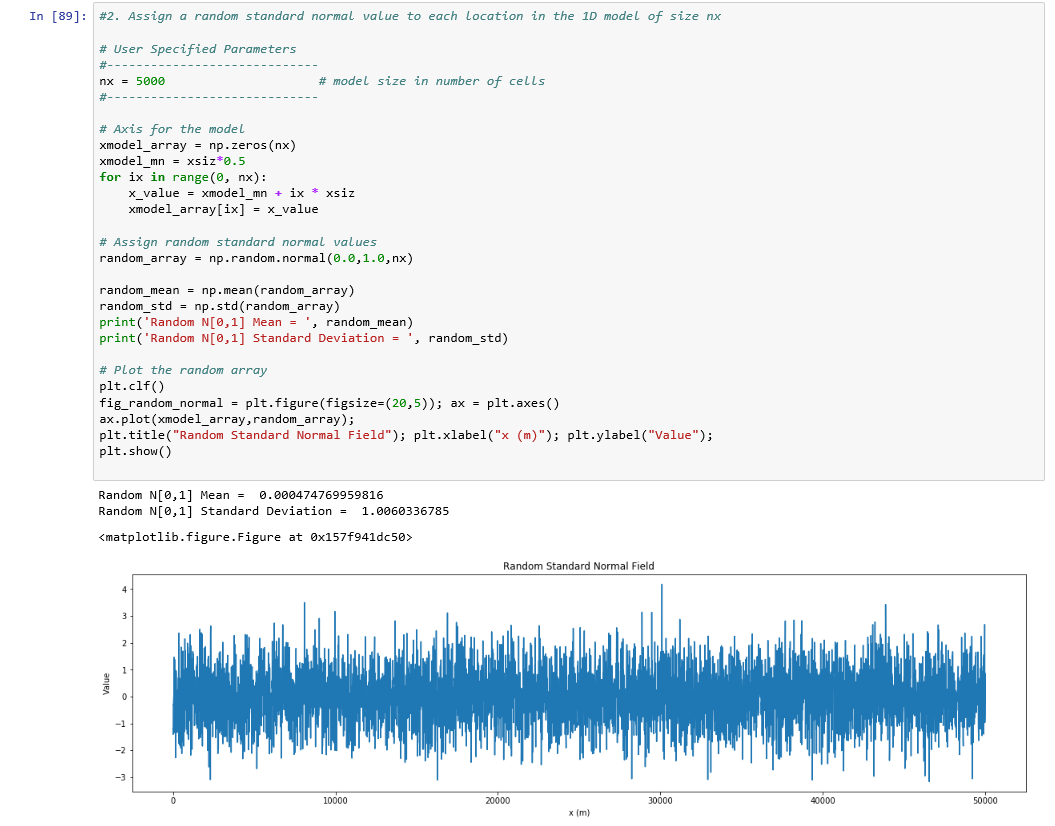 In [89]: #2. Assign a random standard normal value to each location in the 1D model of size nx
# User Specified Parameters
#-----------------------------
nx = 5000                     # model size in number of cells
#-----------------------------
# Axis for the model
xmodel_array = np.zeros(nx)
xmodel_mn = xsiz*0.5
for ix in range(0, nx):
    x_value = xmodel_mn + ix * xsiz
    xmodel_array[ix] = x_value
# Assign random standard normal values
random_array = np.random.normal(0.0,1.0,nx)
random_mean = np.mean(random_array)
random_std = np.std(random_array)
print('Random N[0,1] Mean = ', random_mean)
print('Random N[0,1] Standard Deviation = ', random_std)
# Plot the random array
plt.clf()
fig_random_normal = plt.figure(figsize=(20,5)); ax = plt.axes()
ax.plot(xmodel_array,random_array);
plt.title("Random Standard Normal Field"); plt.xlabel("x (m)"); plt.ylabel("Value");
plt.show()
Random N[0,1] Mean =  0.000474769959816
Random N[0,1] Standard Deviation =  1.0060336785
<matplotlib.figure.Figure at 0x157f941dc50>
Random Standard Normal Field
Value
4
3
2
1
0
−1
−2
−3
0 10000 20000 30000 40000 50000
x (m)